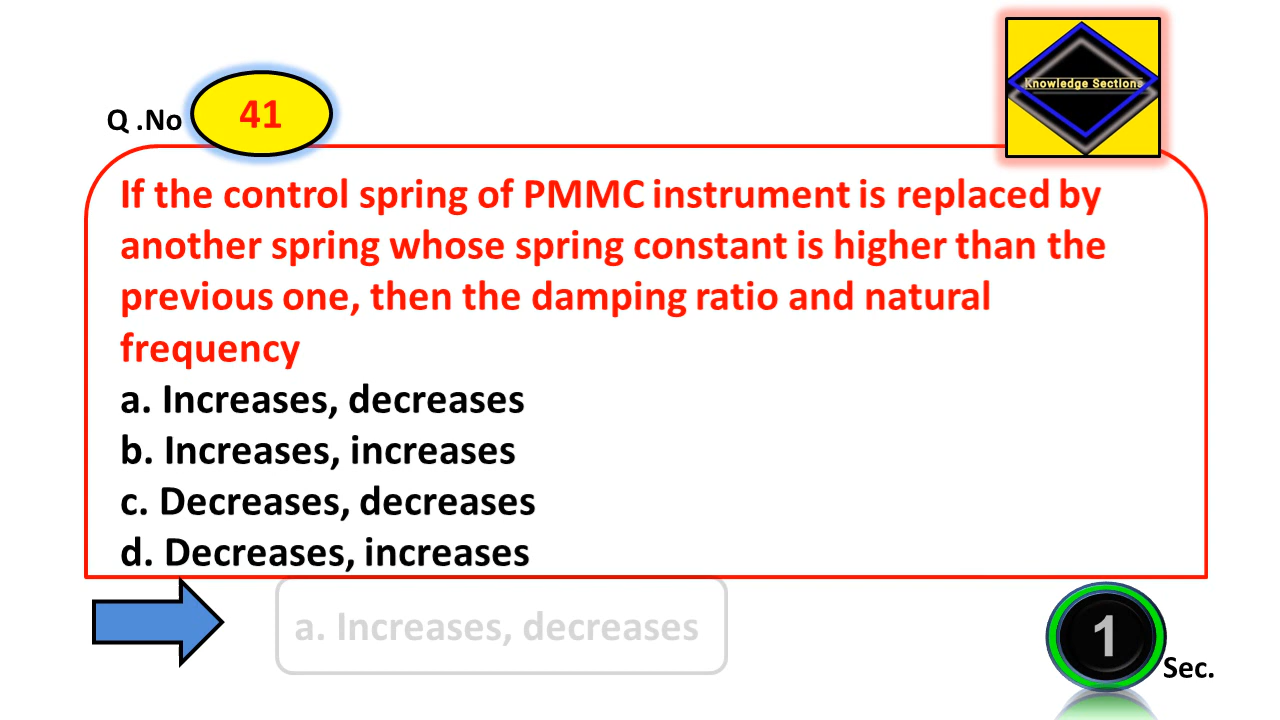 Knowledge Sections
Q .No 41
If the control spring of PMMC instrument is replaced by
another spring whose spring constant is higher than the
previous one, then the damping ratio and natural
frequency
a. Increases, decreases
b. Increases, increases
c. Decreases, decreases
d. Decreases, increases
a. Increases, decreases
1 Sec.